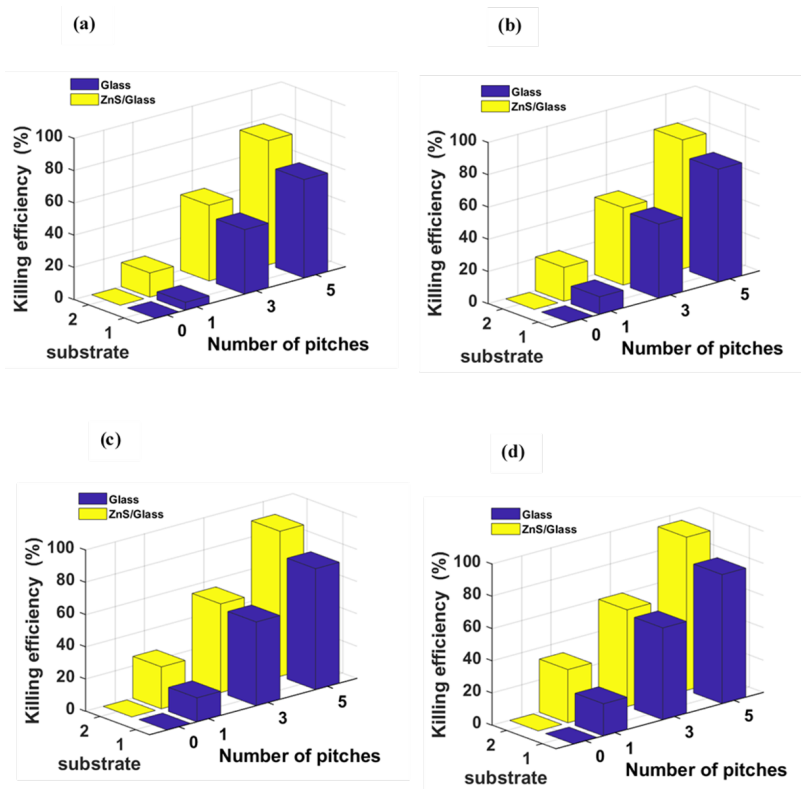 (a)
Glass
ZnS/Glass
Killing efficiency (%)
100
80
60
40
20
0
2
1
substrate
0
1
3
5
Number of pitches
(b)
Glass
ZnS/Glass
Killing efficiency (%)
100
80
60
40
20
0
2
1
substrate
0
1
3
5
Number of pitches
(c)
Glass
ZnS/Glass
Killing efficiency (%)
100
80
60
40
20
0
2
1
substrate
0
1
3
5
Number of pitches
(d)
Glass
ZnS/Glass
Killing efficiency (%)
100
80
60
40
20
0
2
1
substrate
0
1
3
5
Number of pitches